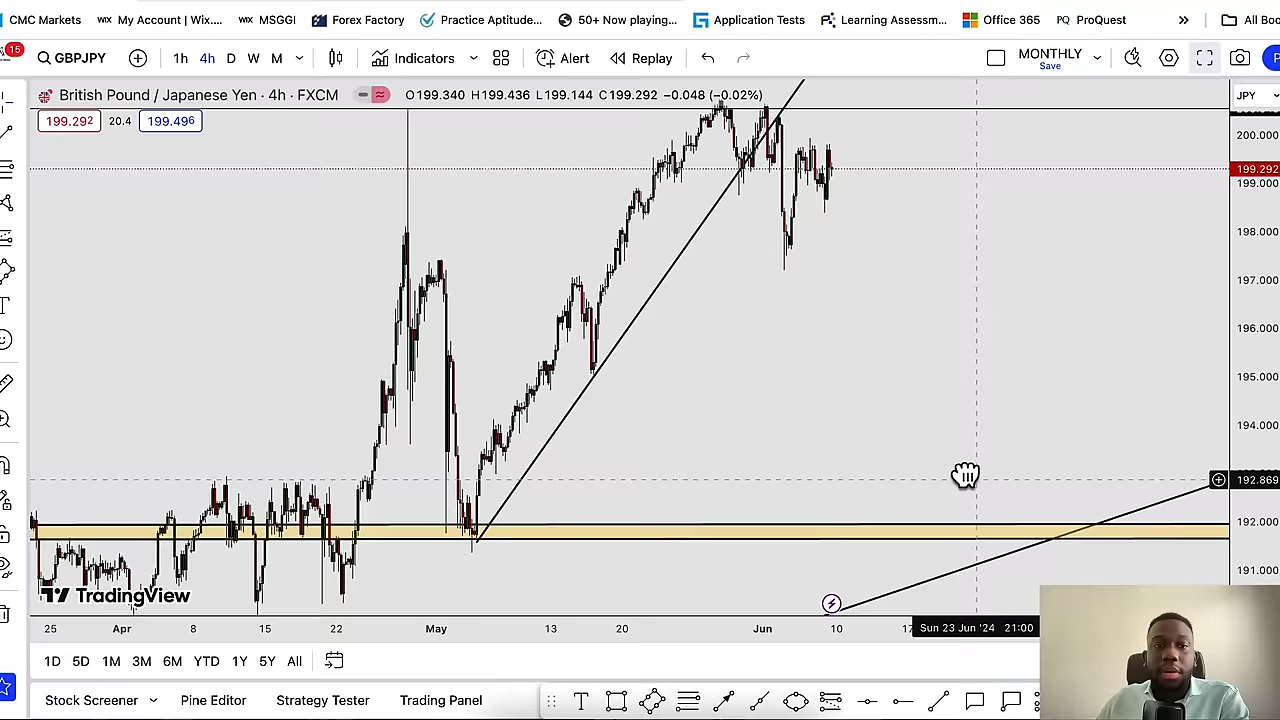 CMC Markets WIX My Account | Wix.... WIX MSGGI Forex Factory Practice Aptitude... 50+ Now playing... Application Tests Learning Assessm... Office 365 PQ ProQuest » All Boo
15 GBPJPY 1h 4h D W M Indicators Alert Replay MONTHLY
Save
British Pound / Japanese Yen · 4h · FXCM O199.340 H199.436 L199.144 C199.292 −0.048 (−0.02%) JPY
199.292 20.4 199.496
200.000
199.292
199.000
198.000
197.000
196.000
195.000
194.000
192.869
192.000
191.000
TradingView
25 Apr 8 15 22 May 13 20 Jun 10 17 Sun 23 Jun '24 21:00
1D 5D 1M 3M 6M YTD 1Y 5Y All
Stock Screener Pine Editor Strategy Tester Trading Panel